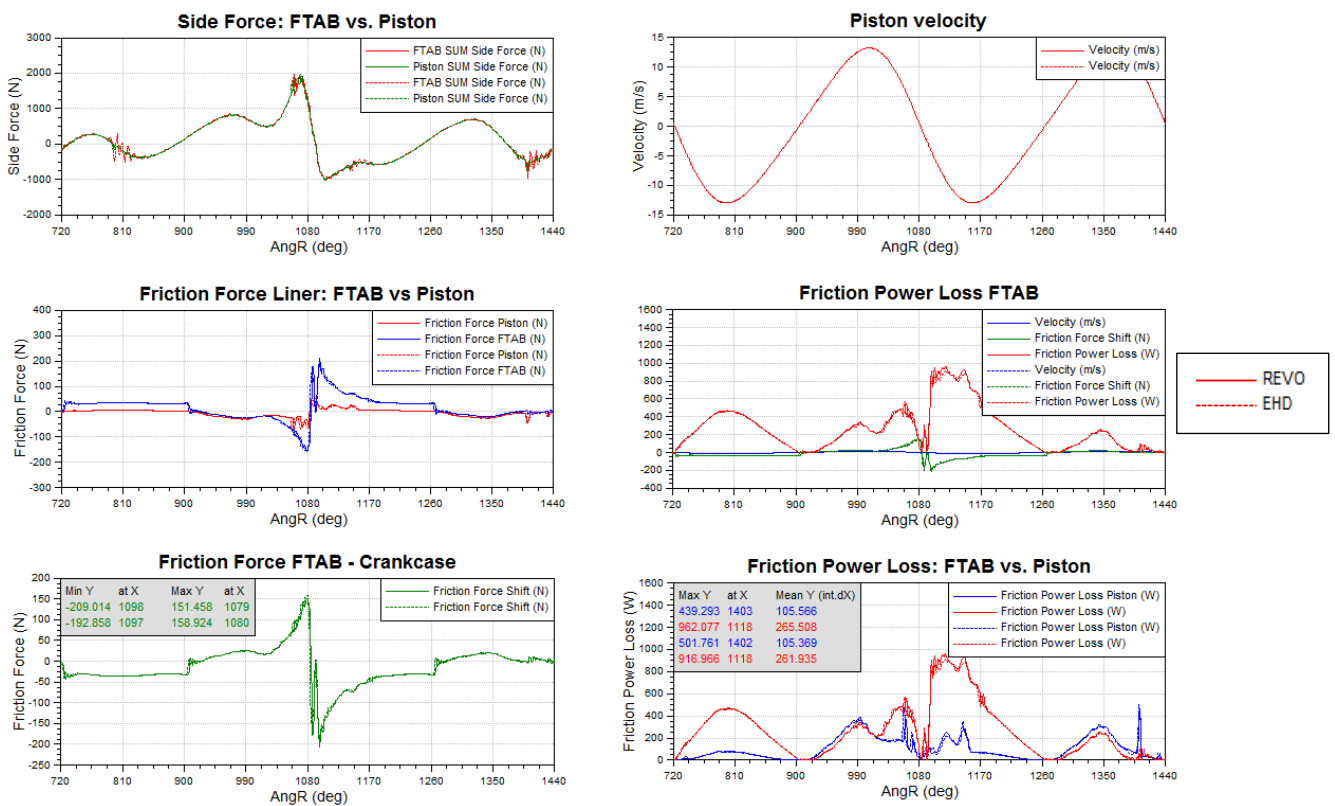 Side Force: FTAB vs. Piston
Side Force (N)
3000
2000
1000
0
-1000
-2000
FTAB SUM Side Force (N)
Piston SUM Side Force (N)
FTAB SUM Side Force (N)
Piston SUM Side Force (N)
720 810 900 990 1080 1170 1260 1350 1440
AngR (deg)
Piston velocity
Velocity (m/s)
15
10
5
0
-5
-10
-15
Velocity (m/s)
Velocity (m/s)
720 810 900 990 1080 1170 1260 1350 1440
AngR (deg)
Friction Force Liner: FTAB vs Piston
Friction Force (N)
400
300
200
100
0
-100
-200
-300
Friction Force Piston (N)
Friction Force FTAB (N)
Friction Force Piston (N)
Friction Force FTAB (N)
720 810 900 990 1080 1170 1260 1350 1440
AngR (deg)
Friction Power Loss FTAB
1600
1400
1200
1000
800
600
400
200
0
-200
-400
Velocity (m/s)
Friction Force Shift (N)
Friction Power Loss (W)
Velocity (m/s)
Friction Force Shift (N)
Friction Power Loss (W)
720 810 900 990 1080 1170 1260 1350 1440
AngR (deg)
REVO
EHD
Friction Force FTAB - Crankcase
Friction Force (N)
200
150
100
50
0
-50
-100
-150
-200
-250
Min Y at X Max Y at X
-209.014 1098 151.458 1079
-192.858 1097 158.924 1080
Friction Force Shift (N)
Friction Force Shift (N)
720 810 900 990 1080 1170 1260 1350 1440
AngR (deg)
Friction Power Loss: FTAB vs. Piston
Friction Power Loss (W)
1600
1400
1200
1000
800
600
400
200
0
Max Y at X Mean Y (int.dX)
439.293 1403 105.566
962.077 1118 265.508
501.761 1402 105.369
916.966 1118 261.935
Friction Power Loss Piston (W)
Friction Power Loss (W)
Friction Power Loss Piston (W)
Friction Power Loss (W)
720 810 900 990 1080 1170 1260 1350 1440
AngR (deg)